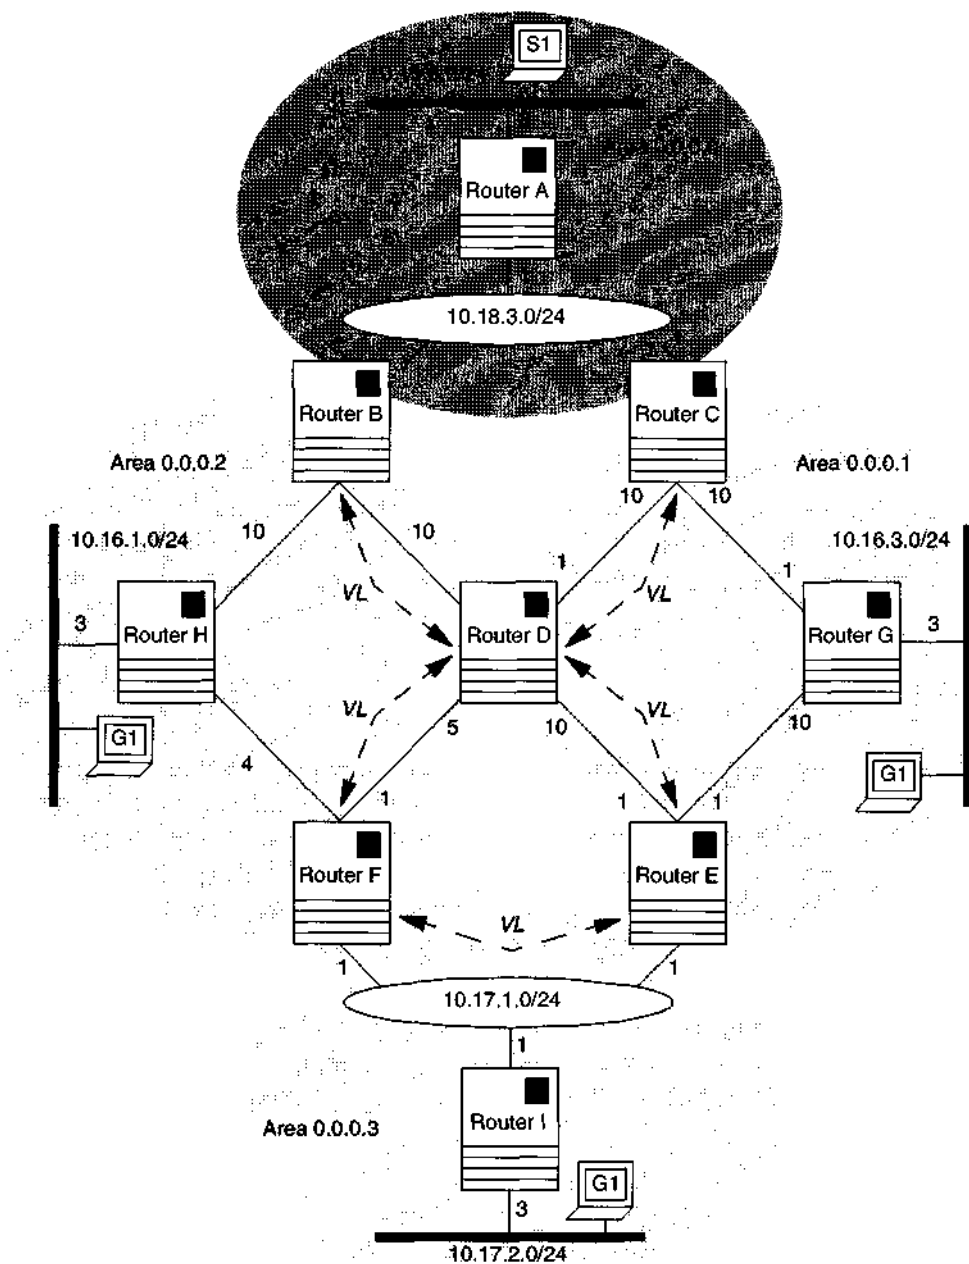 S1
Router A
10.18.3.0/24
Router B
Router C
Area 0.0.0.2
Area 0.0.0.1
10
10
10
10
10.16.1.0/24
10.16.3.0/24
1
1
VL
VL
3
Router H
Router D
Router G
3
VL
VL
G1
4
5
10
10
G1
1
1
1
Router F
Router E
VL
1
1
10.17.1.0/24
1
Area 0.0.0.3
Router I
3
G1
10.17.2.0/24